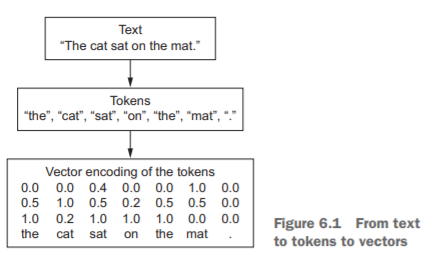 Text
“The cat sat on the mat.”
Tokens
“the”, “cat”, “sat”, “on”, “the”, “mat”, “.”
Vector encoding of the tokens
0.0 0.0 0.4 0.0 0.0 1.0 0.0
0.5 1.0 0.5 0.2 0.5 0.5 0.0
1.0 0.2 1.0 1.0 1.0 0.0 0.0
the cat sat on the mat .
Figure 6.1 From text
to tokens to vectors